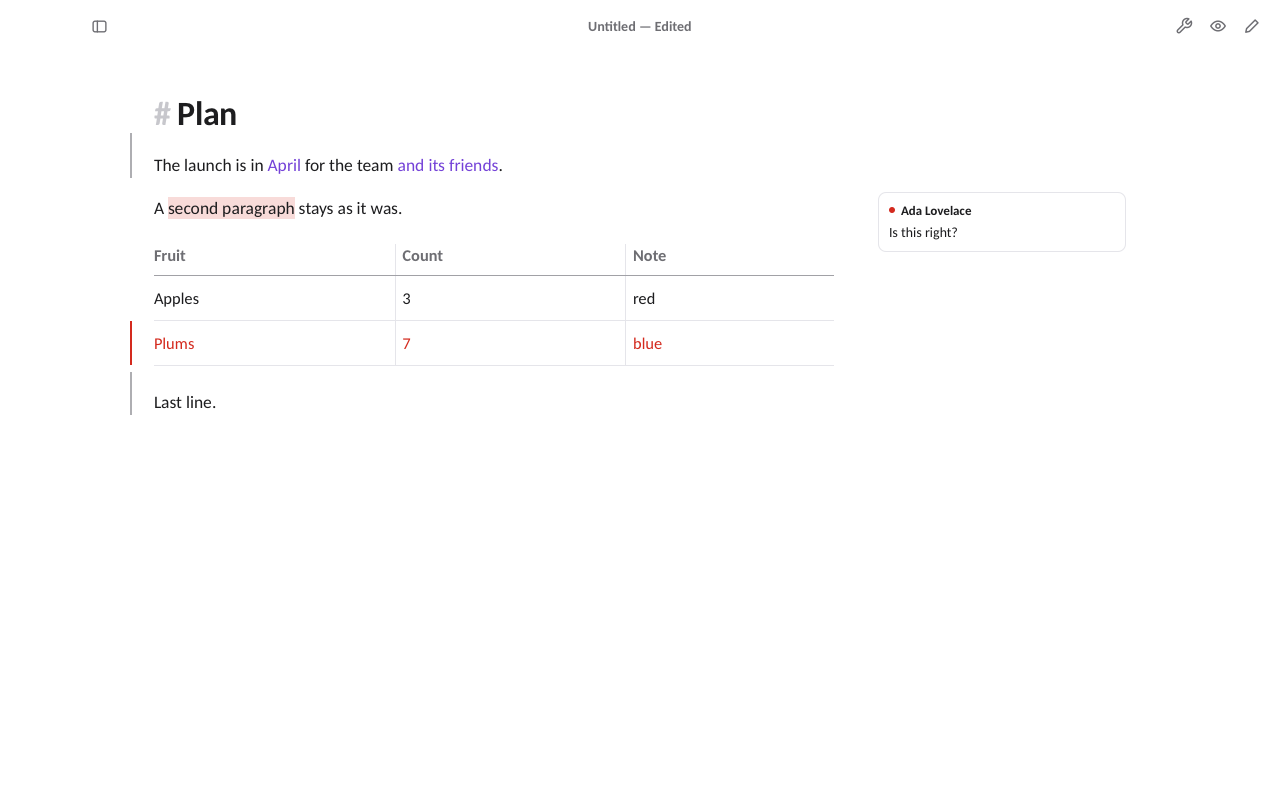 Untitled — Edited
# Plan
The launch is in April for the team and its friends.
A second paragraph stays as it was.
Ada Lovelace
Is this right?
Fruit Count Note
Apples 3 red
Plums 7 blue
Last line.